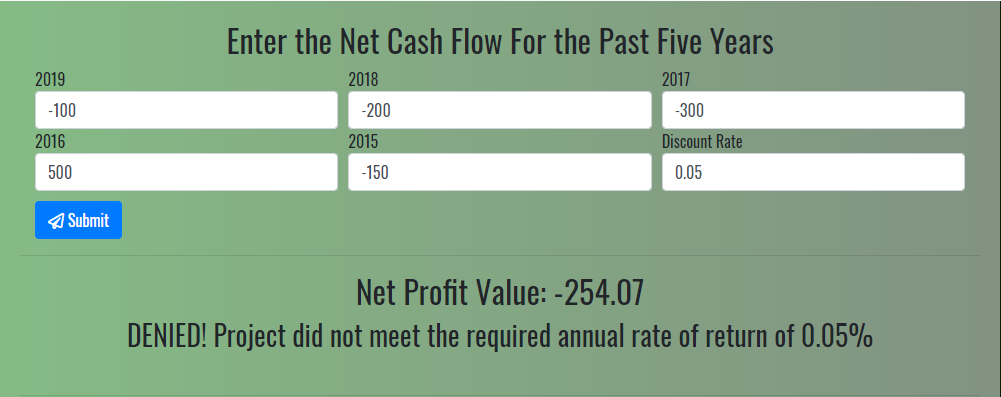 Enter the Net Cash Flow For the Past Five Years
2019 2018 2017
-100 -200 -300
2016 2015 Discount Rate
500 -150 0.05
Submit
Net Profit Value: -254.07
DENIED! Project did not meet the required annual rate of return of 0.05%